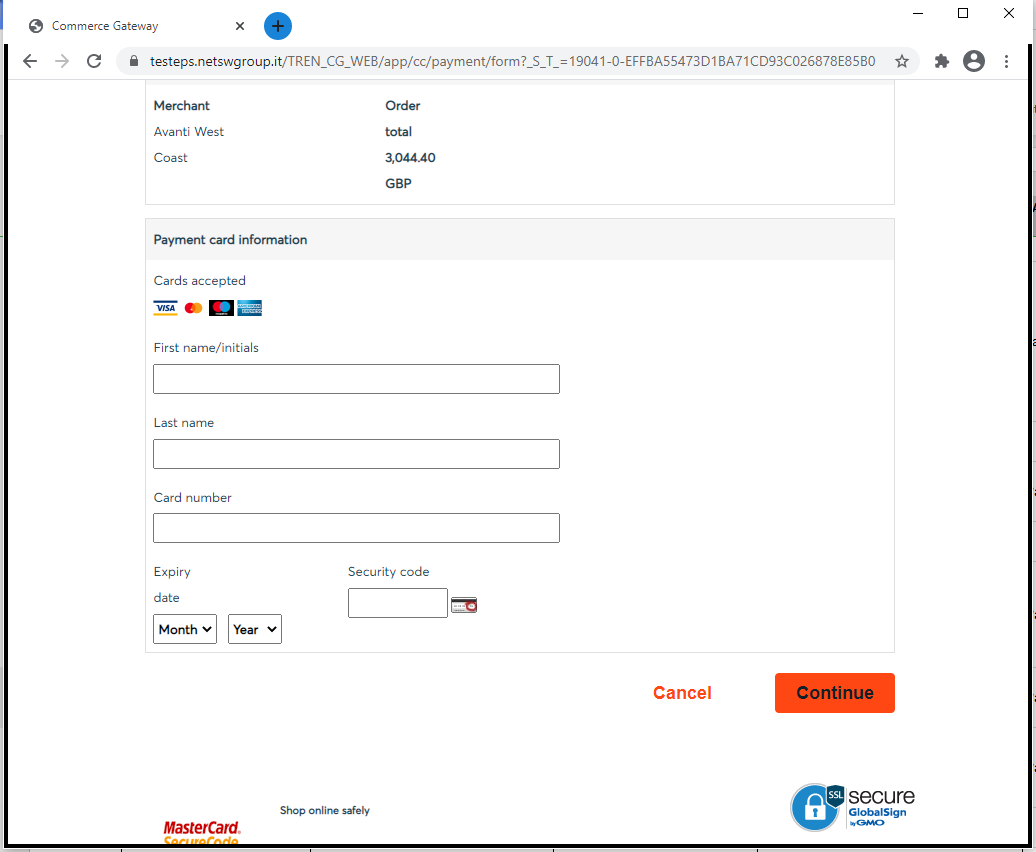 Commerce Gateway
testeps.netswgroup.it/TREN_CG_WEB/app/cc/payment/form?_S_T_=19041-0-EFFBA55473D1BA71CD93C026878E85B0
Merchant
Order
Avanti West
total
Coast
3,044.40
GBP
Payment card information
Cards accepted
VISA
AMERICAN EXPRESS
First name/initials
Last name
Card number
Expiry
Security code
date
Month
Year
Cancel
Continue
SSL
secure
GlobalSign
by GMO
Shop online safely
MasterCard.
SecureCode